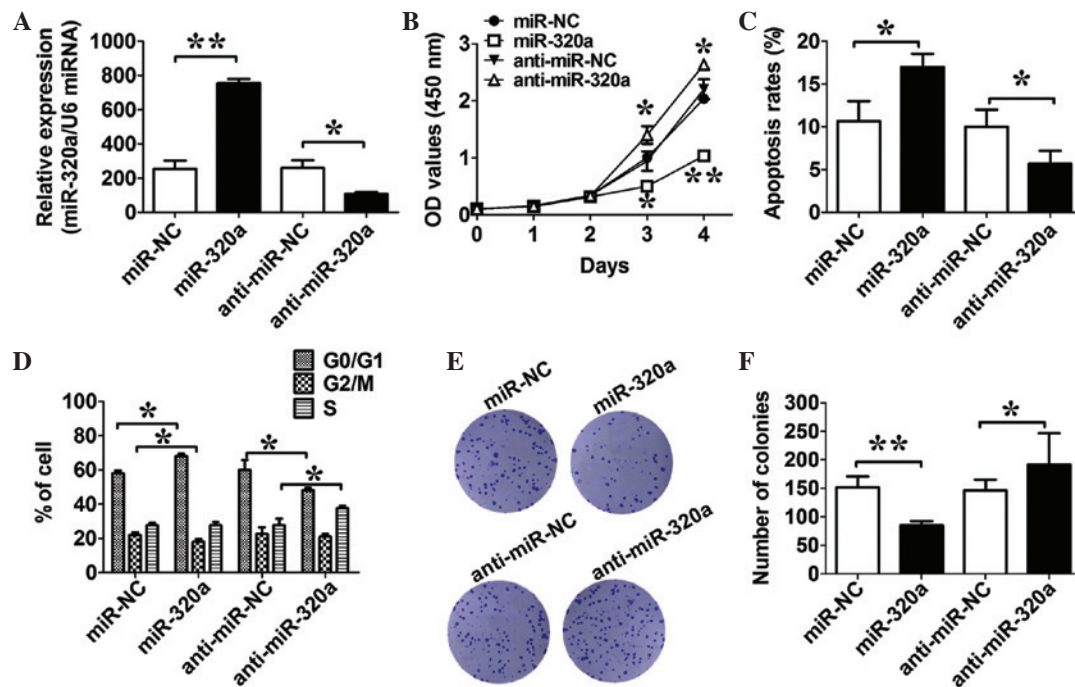 A
Relative expression
(miR-320a/U6 miRNA)
1000
800
600
400
200
0
**
*
miR-NC
miR-320a
anti-miR-NC
anti-miR-320a
B
OD values (450 nm)
3
2
1
0
miR-NC
miR-320a
anti-miR-NC
anti-miR-320a
*
*
*
**
0 1 2 3 4
Days
C
Apoptosis rates (%)
20
15
10
5
0
*
*
miR-NC
miR-320a
anti-miR-NC
anti-miR-320a
D
% of cell
100
80
60
40
20
0
G0/G1
G2/M
S
*
*
*
*
miR-NC
miR-320a
anti-miR-NC
anti-miR-320a
E
miR-NC
miR-320a
anti-miR-NC
anti-miR-320a
F
Number of colonies
300
250
200
150
100
50
0
**
*
miR-NC
miR-320a
anti-miR-NC
anti-miR-320a